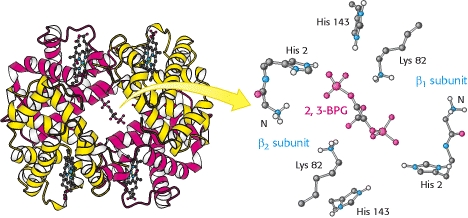 His 143
His 2
Lys 82
β1 subunit
N
2, 3-BPG
N
β2 subunit
Lys 82
His 2
His 143